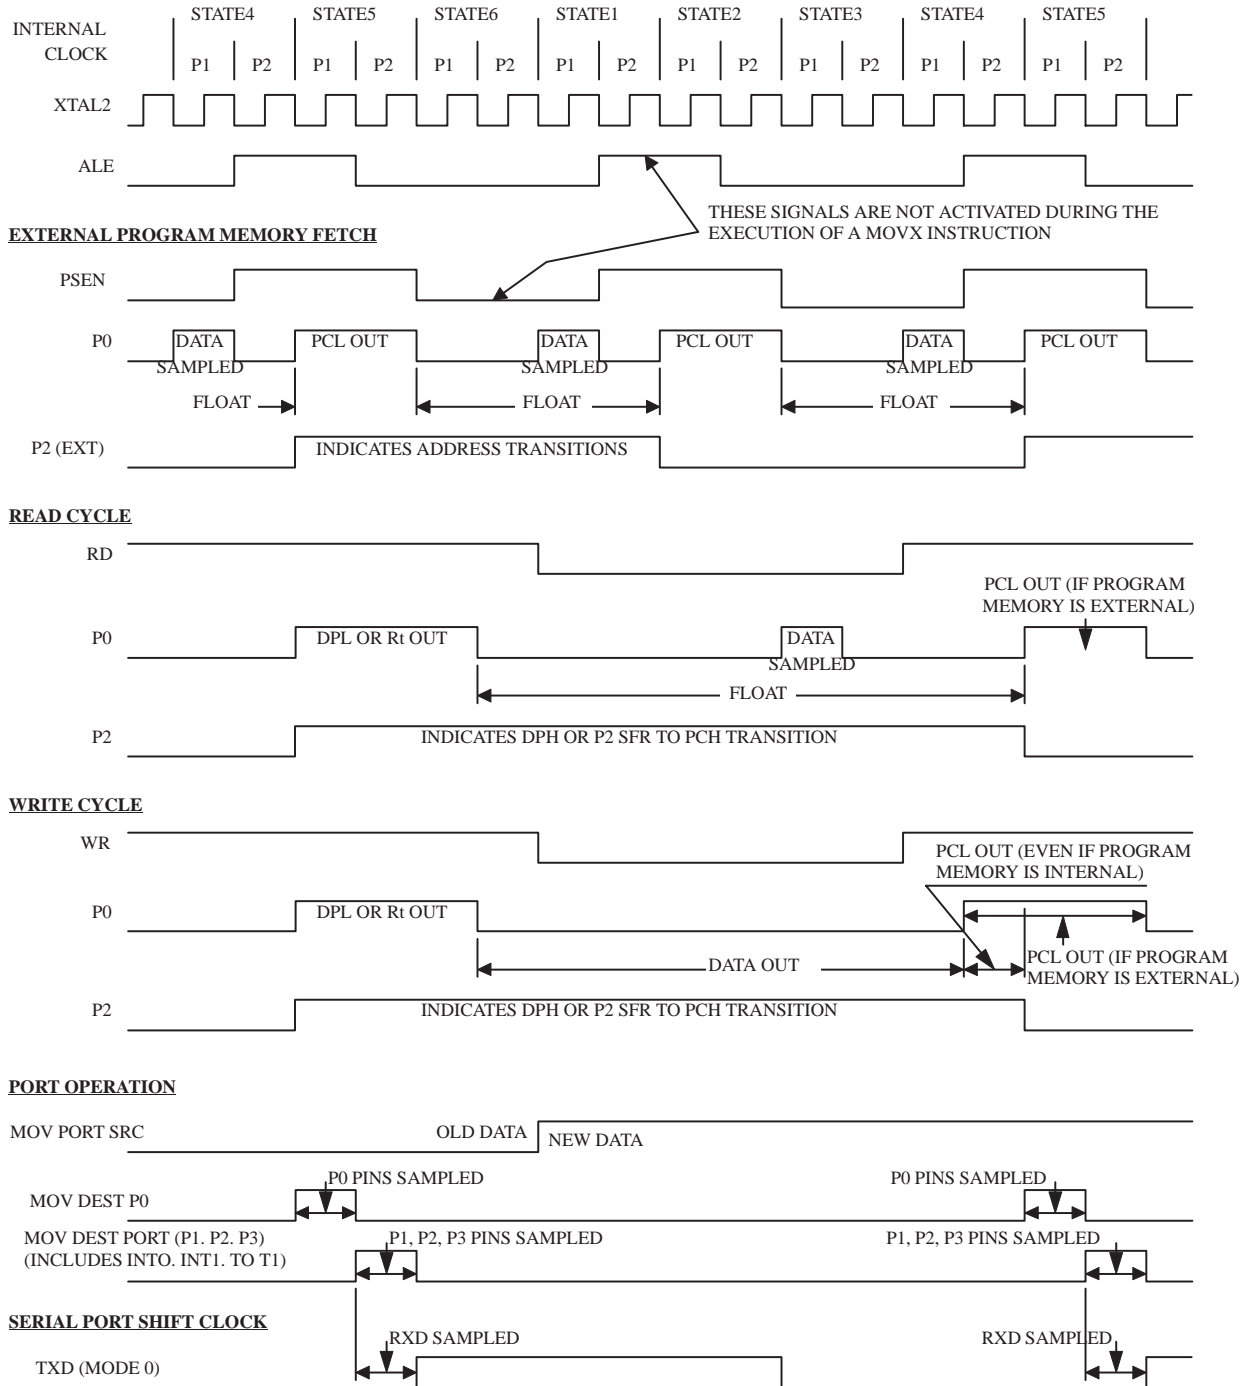 STATE4 STATE5 STATE6 STATE1 STATE2 STATE3 STATE4 STATE5
INTERNAL
CLOCK
P1 P2 P1 P2 P1 P2 P1 P2 P1 P2 P1 P2 P1 P2 P1 P2
XTAL2
ALE
THESE SIGNALS ARE NOT ACTIVATED DURING THE
EXECUTION OF A MOVX INSTRUCTION
EXTERNAL PROGRAM MEMORY FETCH
PSEN
P0
DATA PCL OUT DATA PCL OUT DATA PCL OUT
SAMPLED SAMPLED SAMPLED
FLOAT FLOAT FLOAT
P2 (EXT)
INDICATES ADDRESS TRANSITIONS
READ CYCLE
RD
PCL OUT (IF PROGRAM
MEMORY IS EXTERNAL)
P0
DPL OR Rt OUT
DATA
SAMPLED
FLOAT
P2
INDICATES DPH OR P2 SFR TO PCH TRANSITION
WRITE CYCLE
WR
PCL OUT (EVEN IF PROGRAM
MEMORY IS INTERNAL)
P0
DPL OR Rt OUT
DATA OUT
PCL OUT (IF PROGRAM
MEMORY IS EXTERNAL)
P2
INDICATES DPH OR P2 SFR TO PCH TRANSITION
PORT OPERATION
MOV PORT SRC
OLD DATA
NEW DATA
P0 PINS SAMPLED P0 PINS SAMPLED
MOV DEST P0
MOV DEST PORT (P1. P2. P3)
(INCLUDES INTO. INT1. TO T1)
P1, P2, P3 PINS SAMPLED P1, P2, P3 PINS SAMPLED
SERIAL PORT SHIFT CLOCK
RXD SAMPLED RXD SAMPLED
TXD (MODE 0)